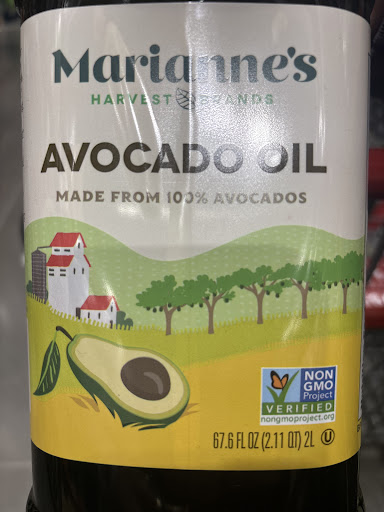 Marianne's
HARVEST BRANDS
AVOCADO OIL
MADE FROM 100% AVOCADOS
NON
GMO
Project
VERIFIED
nongmoproject.org
67.6 FL OZ (2.11 QT) 2L U